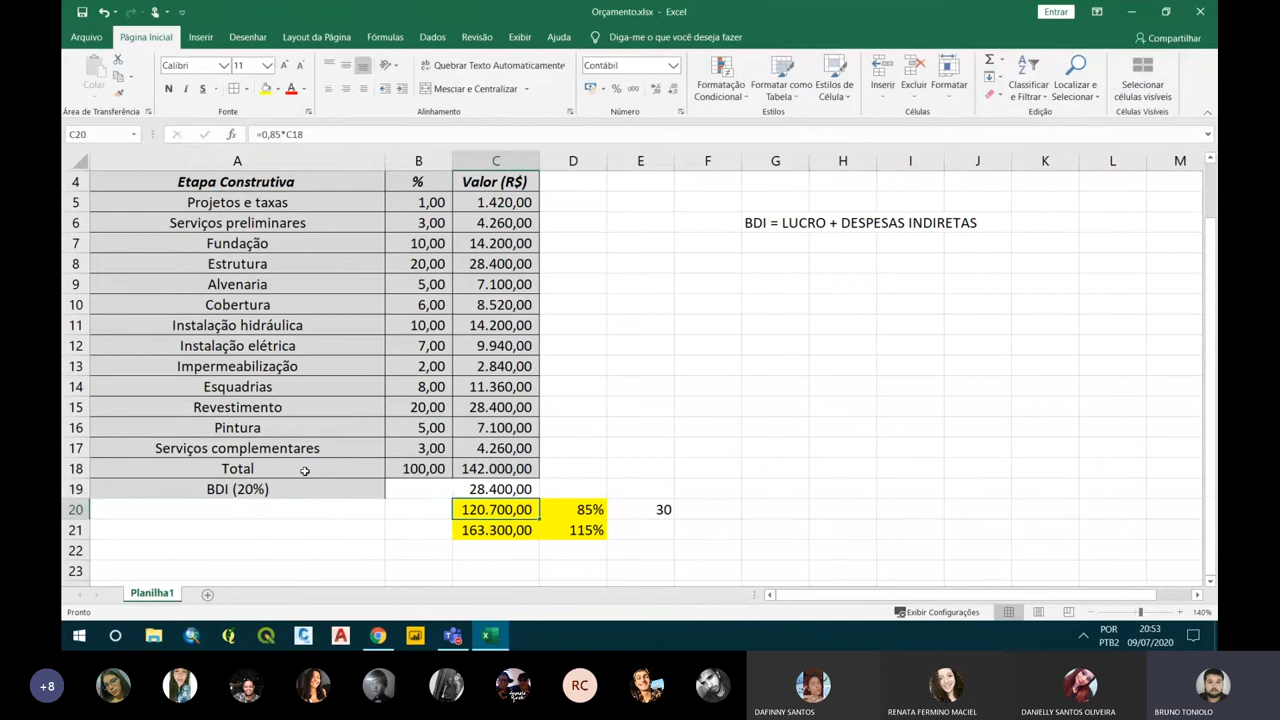 Orçamento.xlsx - Excel
Entrar
Arquivo Página Inicial Inserir Desenhar Layout da Página Fórmulas Dados Revisão Exibir Ajuda Diga-me o que você deseja fazer
Compartilhar
Colar
Calibri 11
N I S
Quebrar Texto Automaticamente
Mesclar e Centralizar
Contábil
% 000
Formatação Condicional
Formatar como Tabela
Estilos de Célula
Inserir Excluir Formatar
Classificar e Filtrar
Localizar e Selecionar
Selecionar células visíveis
Área de Transferência Fonte Alinhamento Número Estilos Células Edição Células Visíveis
C20 fx =0,85*C18
A B C D E F G H I J K L M
4 Etapa Construtiva % Valor (R$)
5 Projetos e taxas 1,00 1.420,00
6 Serviços preliminares 3,00 4.260,00 BDI = LUCRO + DESPESAS INDIRETAS
7 Fundação 10,00 14.200,00
8 Estrutura 20,00 28.400,00
9 Alvenaria 5,00 7.100,00
10 Cobertura 6,00 8.520,00
11 Instalação hidráulica 10,00 14.200,00
12 Instalação elétrica 7,00 9.940,00
13 Impermeabilização 2,00 2.840,00
14 Esquadrias 8,00 11.360,00
15 Revestimento 20,00 28.400,00
16 Pintura 5,00 7.100,00
17 Serviços complementares 3,00 4.260,00
18 Total 100,00 142.000,00
19 BDI (20%) 28.400,00
20 120.700,00 85% 30
21 163.300,00 115%
22
23
Planilha1
Pronto
Exibir Configurações
140%
POR
PTB2
20:53
09/07/2020
+8
RC
DAFINNY SANTOS
RENATA FERMINO MACIEL
DANIELLY SANTOS OLIVEIRA
BRUNO TONIOLO